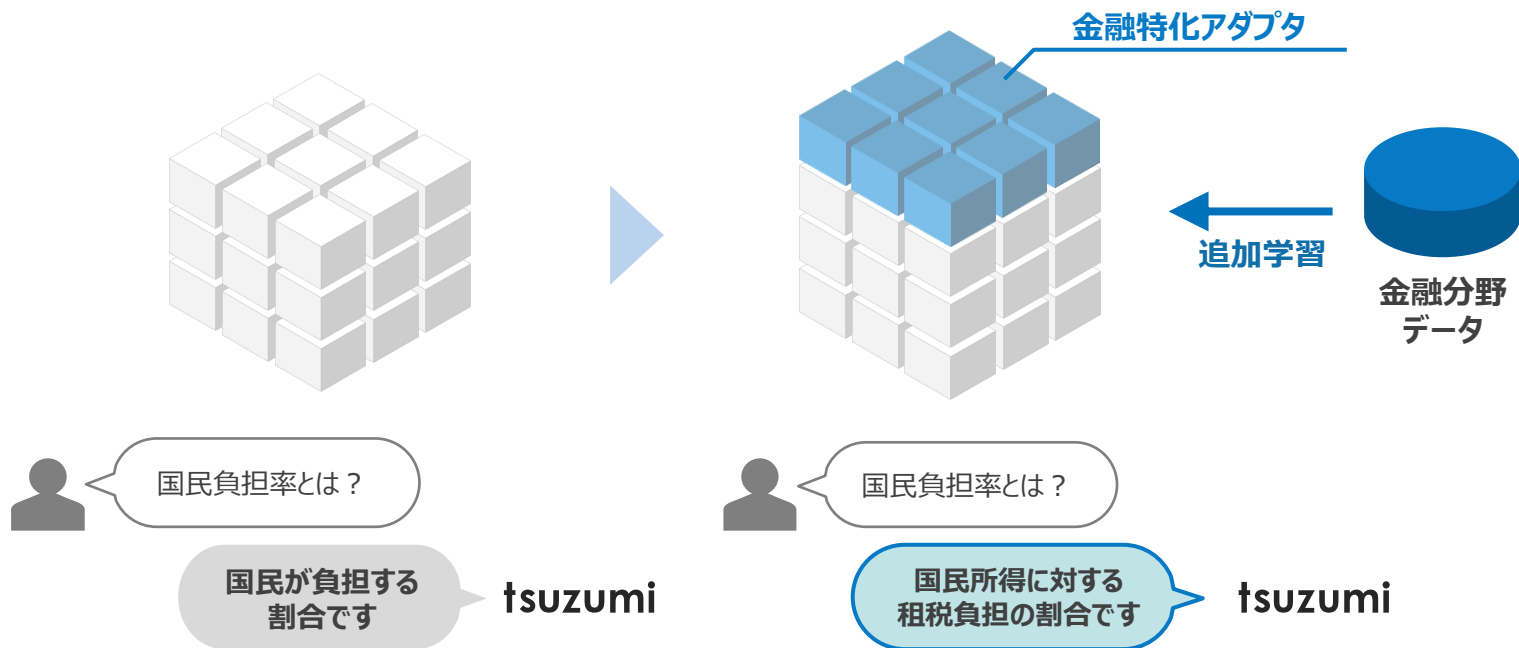 金融特化アダプタ
追加学習
金融分野
データ
国民負担率とは？
国民が負担する
割合です
tsuzumi
国民負担率とは？
国民所得に対する
租税負担の割合です
tsuzumi